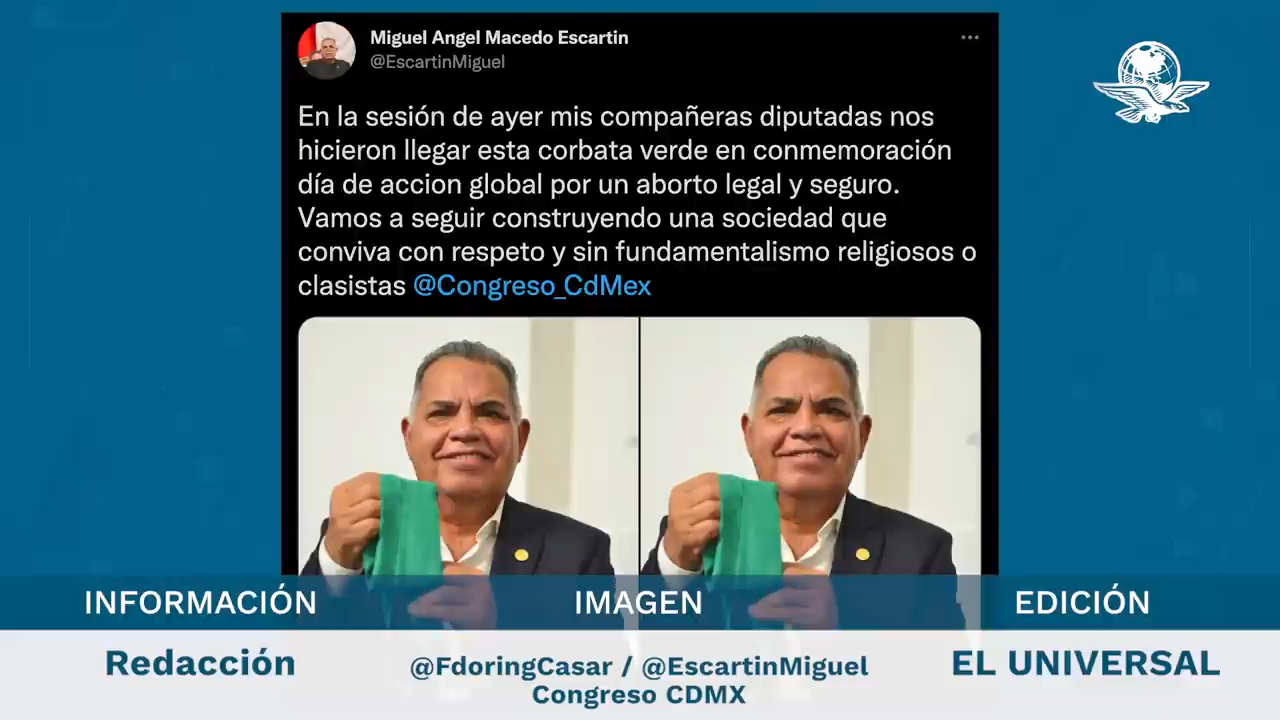 Miguel Angel Macedo Escartin
@EscartinMiguel
En la sesión de ayer mis compañeras diputadas nos
hicieron llegar esta corbata verde en conmemoración
día de accion global por un aborto legal y seguro.
Vamos a seguir construyendo una sociedad que
conviva con respeto y sin fundamentalismo religiosos o
clasistas @Congreso_CdMex
INFORMACIÓN
IMAGEN
EDICIÓN
Redacción
@FdoringCasar / @EscartinMiguel
Congreso CDMX
EL UNIVERSAL